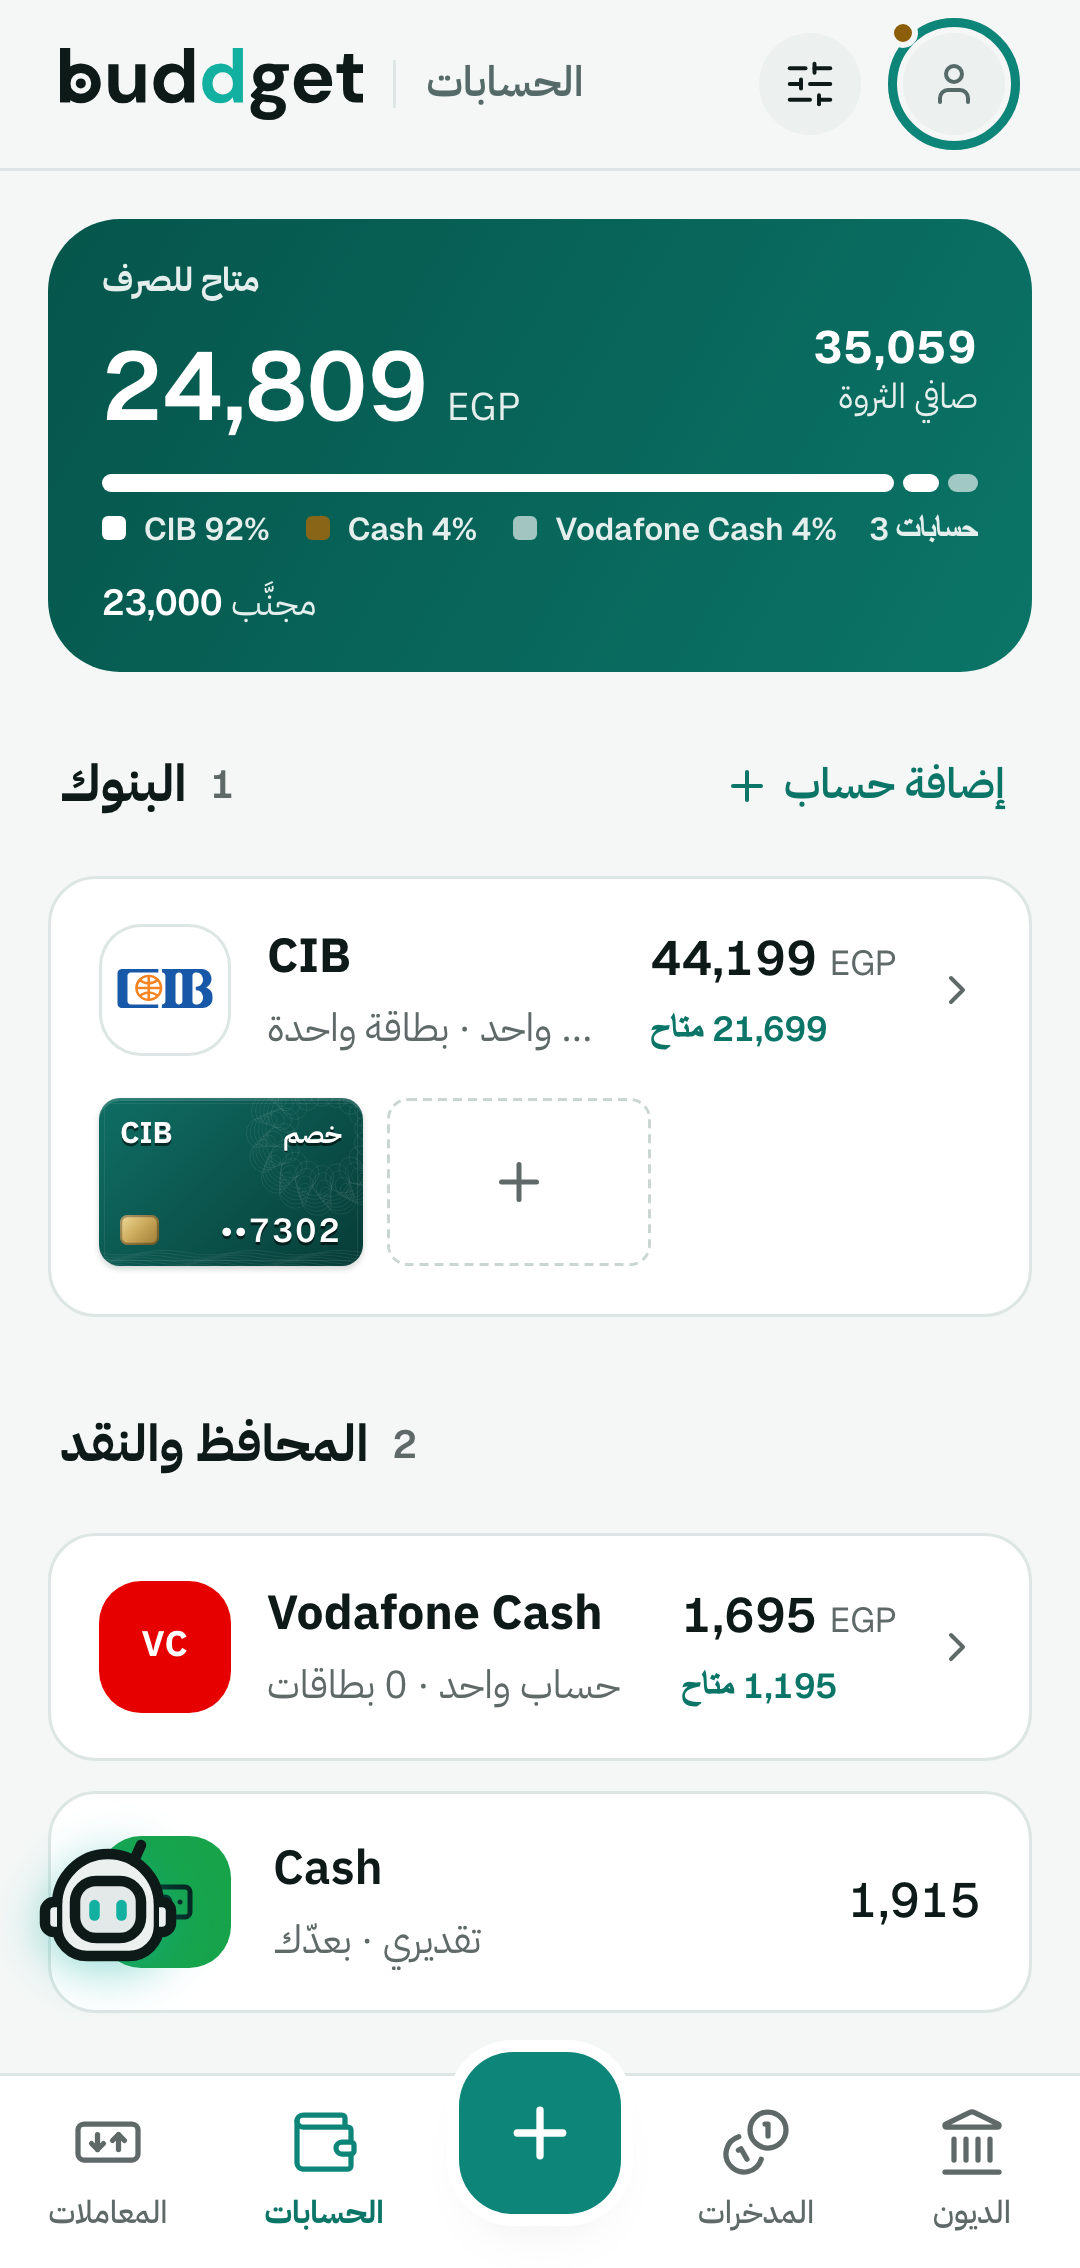 buddget | الحسابات
متاح للصرف
24,809 EGP
35,059
صافي الثروة
CIB 92% Cash 4% Vodafone Cash 4% 3 حسابات
23,000 مجنَّب
البنوك 1
+ إضافة حساب
CIB
44,199 EGP
... واحد · بطاقة واحدة
21,699 متاح
CIB
CIB خصم
••7302
المحافظ والنقد 2
VC
Vodafone Cash
1,695 EGP
حساب واحد · 0 بطاقات
1,195 متاح
Cash
1,915
تقديري · بعدّك
المعاملات
الحسابات
المدخرات
الديون